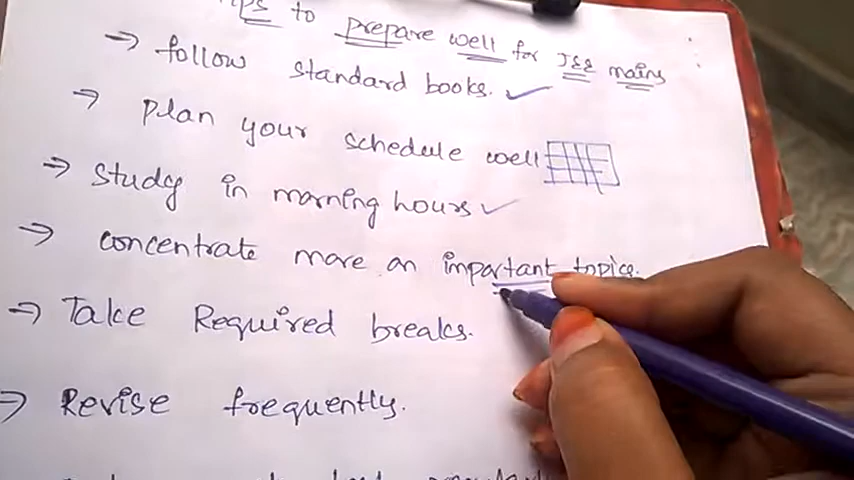 Tips to prepare well for JEE mains
→ follow standard books. ✓
→ Plan your schedule well
→ Study in morning hours ✓
→ concentrate more on important topics.
→ Take Required breaks.
→ Revise frequently.